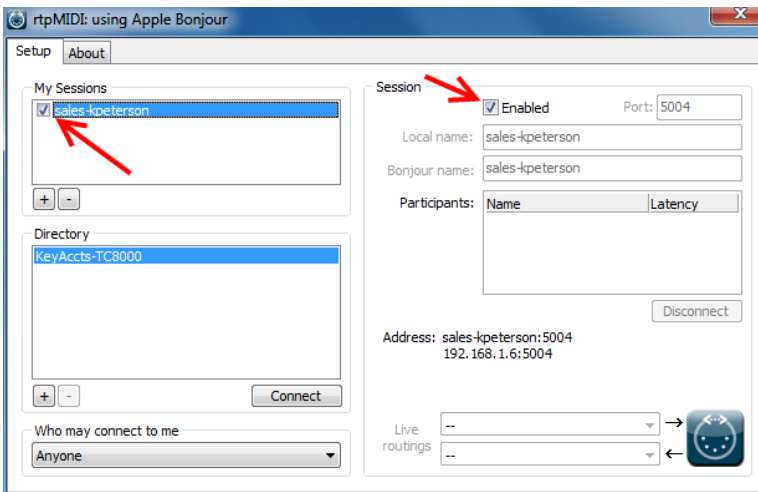 rtpMIDI: using Apple Bonjour
Setup About
My Sessions
sales-kpeterson
+ -
Directory
KeyAccts-TC8000
+ - Connect
Who may connect to me
Anyone
Session
Enabled Port: 5004
Local name: sales-kpeterson
Bonjour name: sales-kpeterson
Participants: Name Latency
Disconnect
Address: sales-kpeterson:5004
192.168.1.6:5004
Live routings
--
--